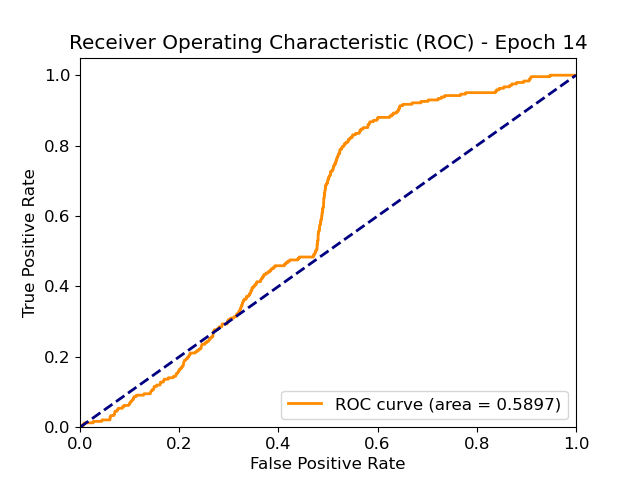 Receiver Operating Characteristic (ROC) - Epoch 14
1.0
0.8
0.6
0.4
0.2
0.0
True Positive Rate
ROC curve (area = 0.5897)
0.0 0.2 0.4 0.6 0.8 1.0
False Positive Rate